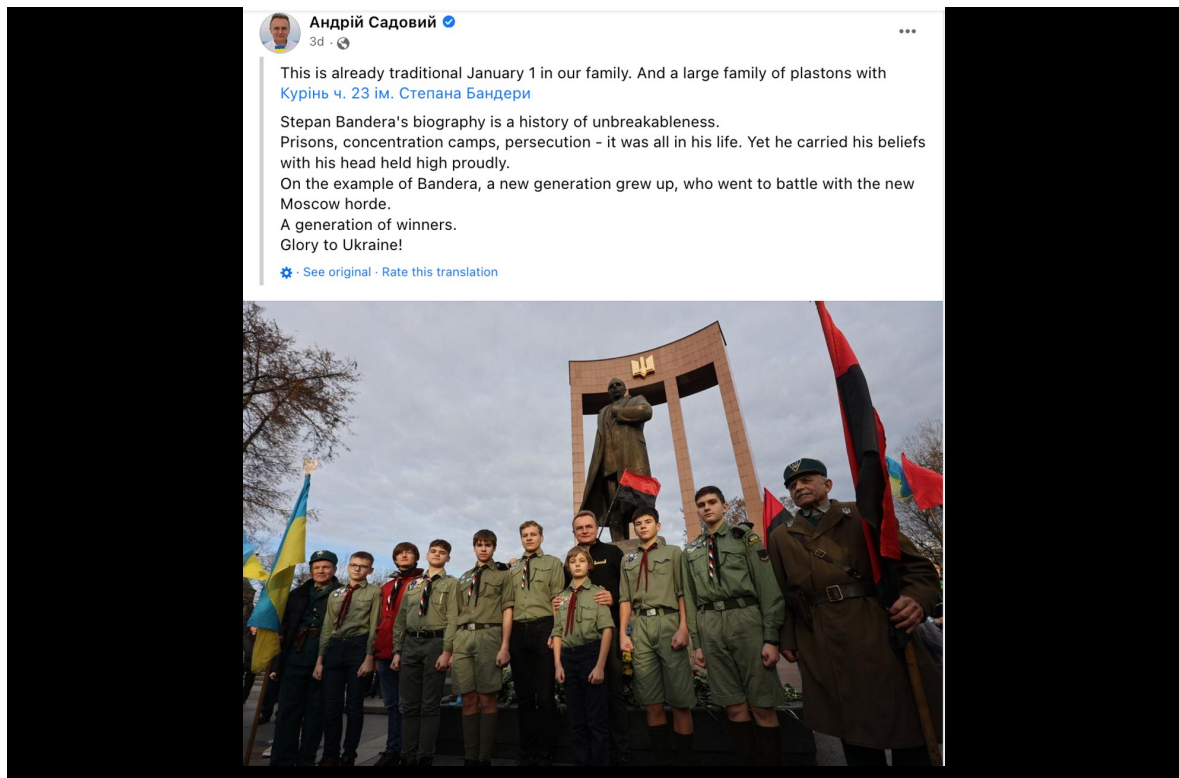 Андрій Садовий
3d ·
This is already traditional January 1 in our family. And a large family of plastons with
Курінь ч. 23 ім. Степана Бандери
Stepan Bandera's biography is a history of unbreakableness.
Prisons, concentration camps, persecution - it was all in his life. Yet he carried his beliefs
with his head held high proudly.
On the example of Bandera, a new generation grew up, who went to battle with the new
Moscow horde.
A generation of winners.
Glory to Ukraine!
· See original · Rate this translation